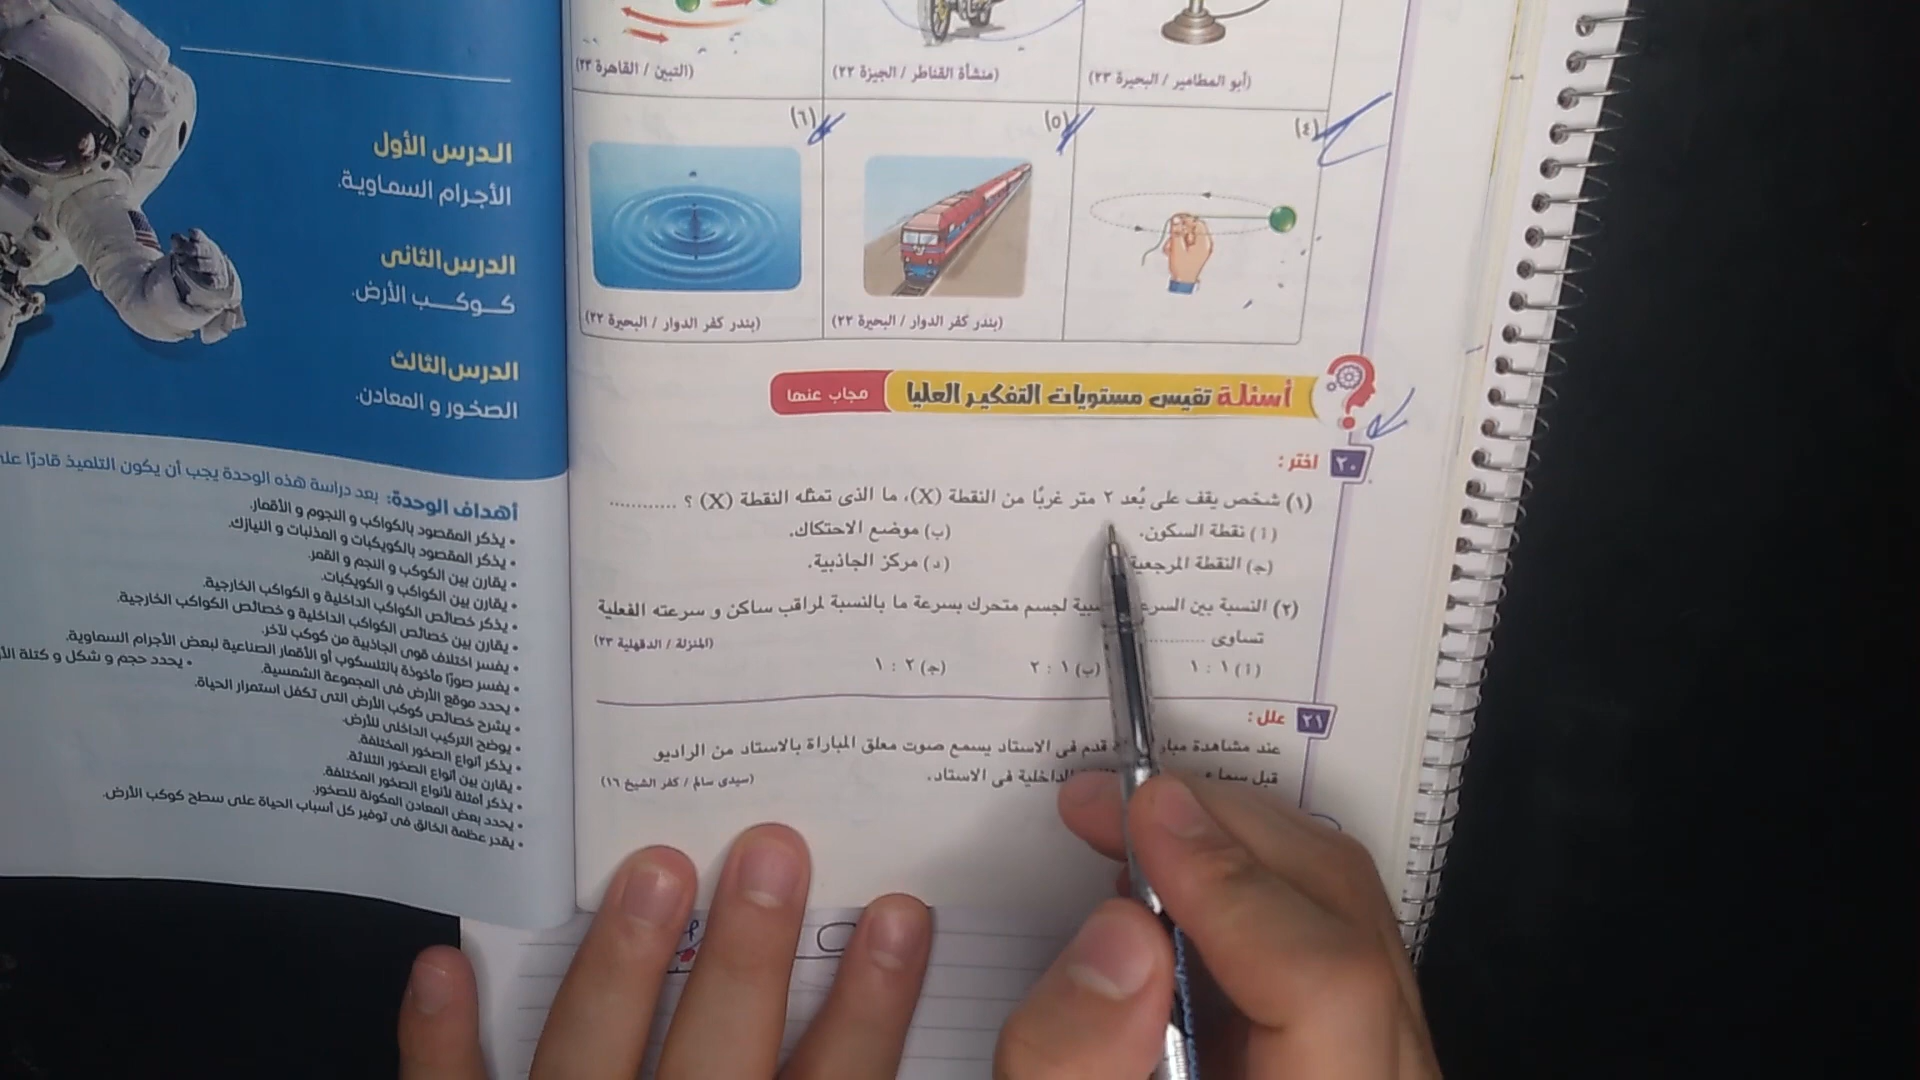 (التبين / القاهرة ٢٣)
(منشأة القناطر / الجيزة ٢٢)
(أبو المطامير / البحيرة ٢٣)
(٤)
(٥)
(٦)
(بندر كفر الدوار / البحيرة ٢٢)
(بندر كفر الدوار / البحيرة ٢٢)
أسئلة تقيس مستويات التفكير العليا مجاب عنها
٢٠ اختر :
(١) شخص يقف على بُعد ٢ متر غربًا من النقطة (X)، ما الذى تمثله النقطة (X) ؟ ............
(أ) نقطة السكون. (ب) موضع الاحتكاك.
(جـ) النقطة المرجعية (د) مركز الجاذبية.
(٢) النسبة بين لجسم متحرك بسرعة ما بالنسبة لمراقب ساكن و سرعته الفعلية
تساوى ............ (المنزلة / الدقهلية ٢٣)
(أ) ١ : ١ (ب) ١ : ٢ (جـ) ٢ : ١
٢١ علل :
عند مشاهدة قدم فى الاستاد يسمع صوت معلق المباراة بالاستاد من الراديو
قبل الداخلية فى الاستاد. (سيدى سالم / كفر الشيخ ١٦)
الدرس الأول
الأجرام السماوية.
الدرس الثانى
كوكب الأرض.
الدرس الثالث
الصخور و المعادن.
أهداف الوحدة: بعد دراسة هذه الوحدة يجب أن يكون التلميذ قادرًا على
• يذكر المقصود بالكواكب و النجوم و الأقمار.
• يذكر المقصود بالكويكبات و المذنبات و النيازك.
• يقارن بين الكوكب و النجم و القمر.
• يقارن بين الكواكب و الكويكبات.
• يذكر خصائص الكواكب الداخلية و الكواكب الخارجية.
• يقارن بين خصائص الكواكب الداخلية و خصائص الكواكب الخارجية.
• يفسر اختلاف قوى الجاذبية من كوكب لآخر.
• يفسر صورًا مأخوذة بالتلسكوب أو الأقمار الصناعية لبعض الأجرام السماوية.
• يحدد موقع الأرض فى المجموعة الشمسية. • يحدد حجم و شكل و كتلة
• يشرح خصائص كوكب الأرض التى تكفل استمرار الحياة.
• يوضح التركيب الداخلى للأرض.
• يذكر أنواع الصخور المختلفة.
• يقارن بين أنواع الصخور الثلاثة.
• يذكر أمثلة لأنواع الصخور المختلفة.
• يحدد بعض المعادن المكونة للصخور.
• يقدر عظمة الخالق فى توفير كل أسباب الحياة على سطح كوكب الأرض.